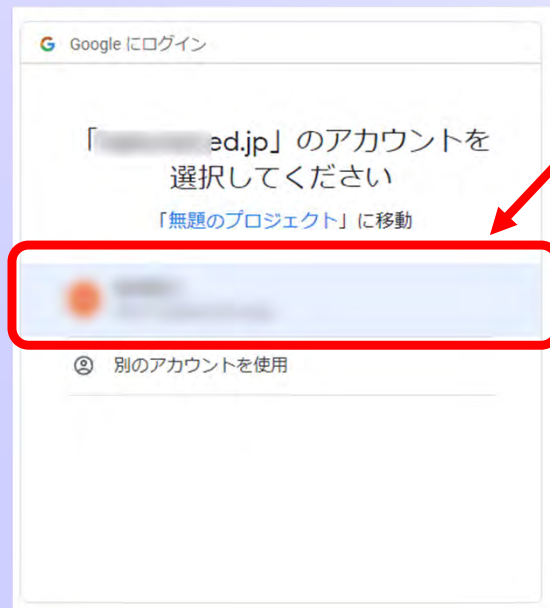 Google にログイン
「 ed.jp」のアカウントを
選択してください
「無題のプロジェクト」に移動
別のアカウントを使用